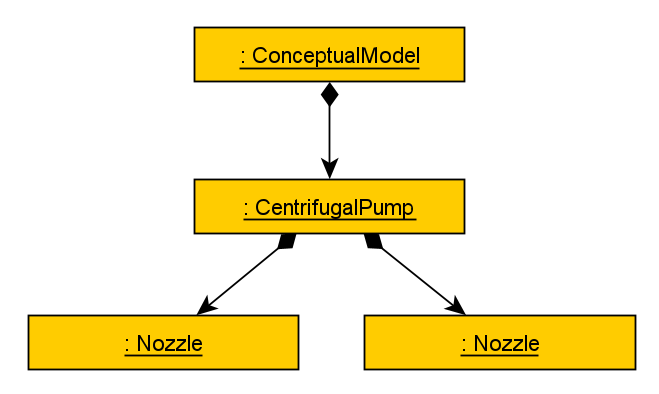 : ConceptualModel
: CentrifugalPump
: Nozzle
: Nozzle